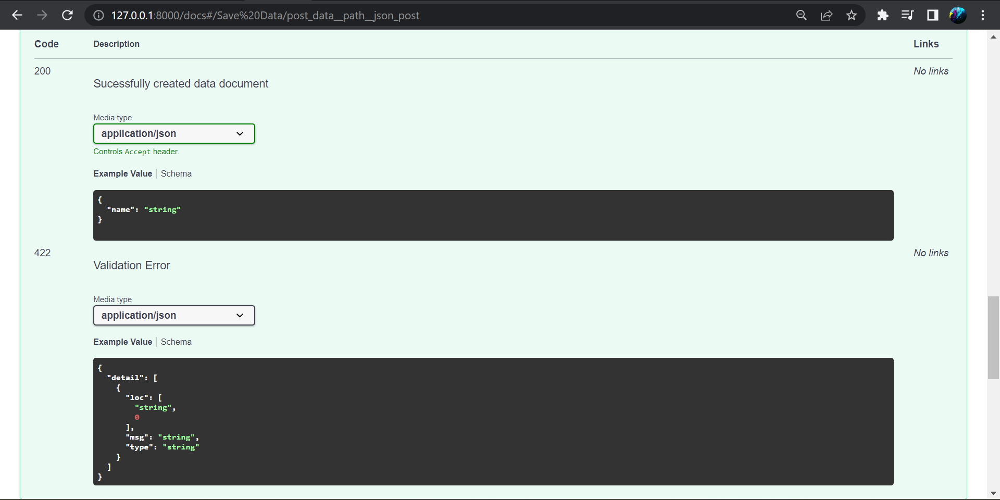 127.0.0.1:8000/docs#/Save%20Data/post_data__path__json_post
Code Description Links
200 No links
Sucessfully created data document
Media type
application/json
Controls Accept header.
Example Value Schema
{
"name": "string"
}
422 No links
Validation Error
Media type
application/json
Example Value Schema
{
"detail": [
{
"loc": [
"string",
0
],
"msg": "string",
"type": "string"
}
]
}